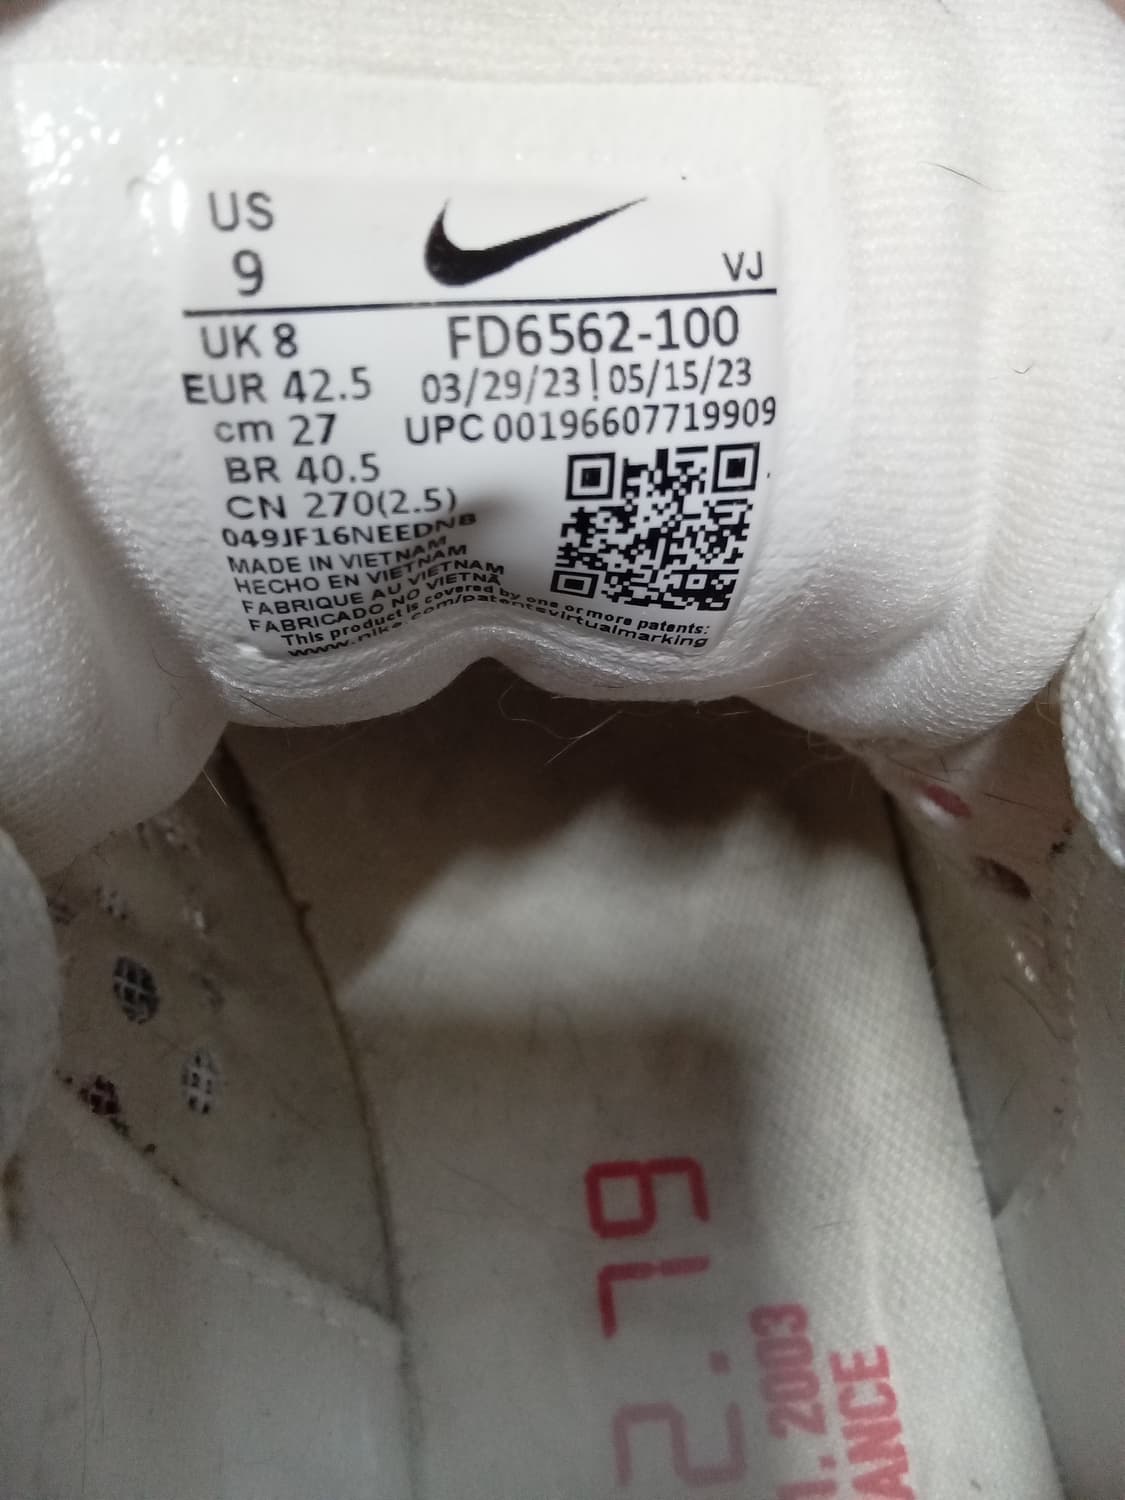 US
9
VJ
UK 8
FD6562-100
EUR 42.5
03/29/23 | 05/15/23
cm 27
UPC 00196607719909
BR 40.5
CN 270(2.5)
049JF16NEEDNB
MADE IN VIETNAM
HECHO EN VIETNAM
FABRIQUE AU VIETNAM
FABRICADO NO VIETNÃ
This product is covered by one or more patents:
www.nike.com/patentsvirtualmarking
2003
ANCE